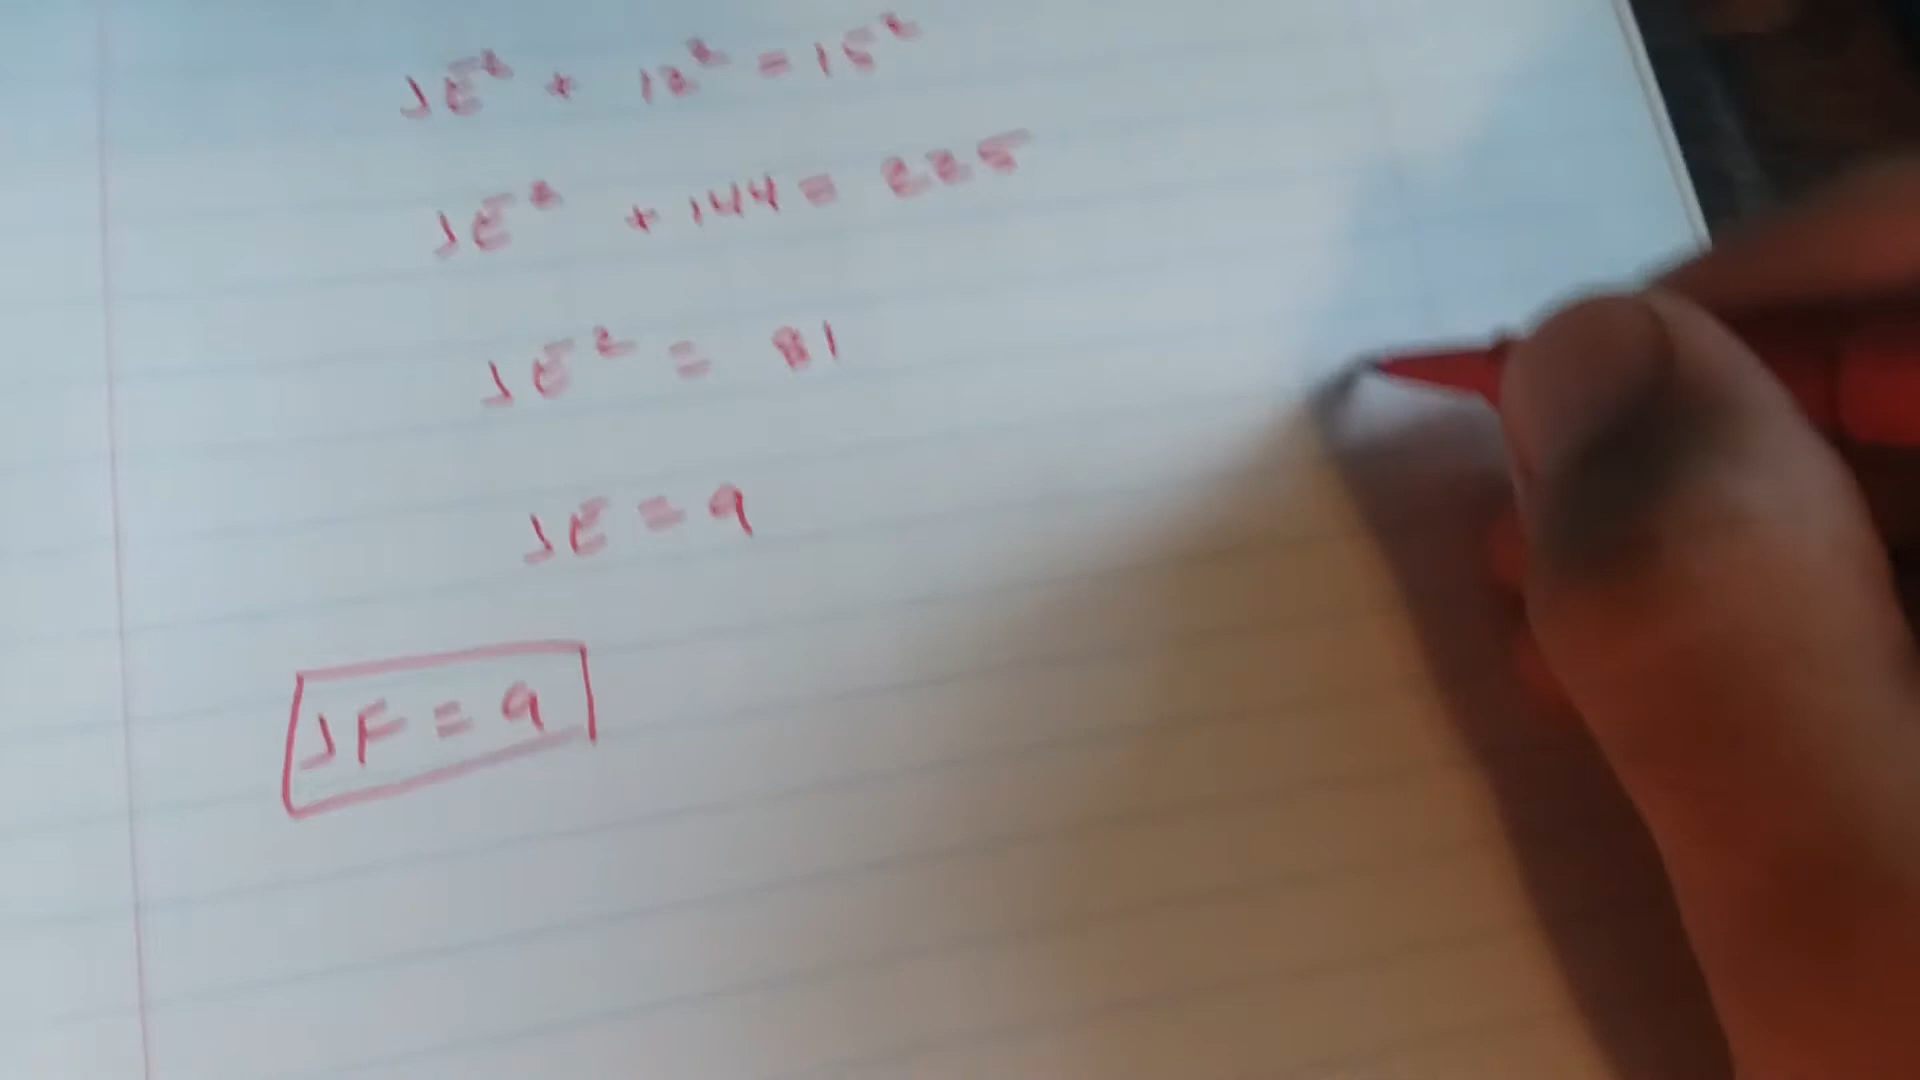 JE² + 12² = 15²
JE² + 144 = 225
JE² = 81
JE = 9
JF = 9